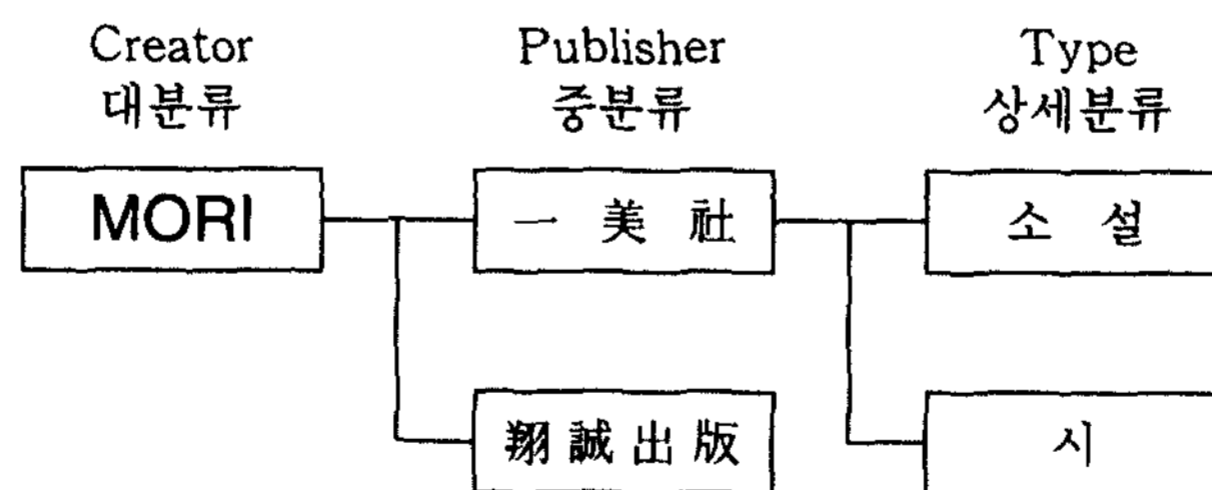 Creator Publisher Type
대분류 중분류 상세분류
MORI 一美社 소설
翔誠出版 시